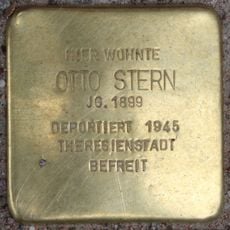 HIER WOHNTE
OTTO STERN
JG. 1899
DEPORTIERT 1945
THERESIENSTADT
BEFREIT